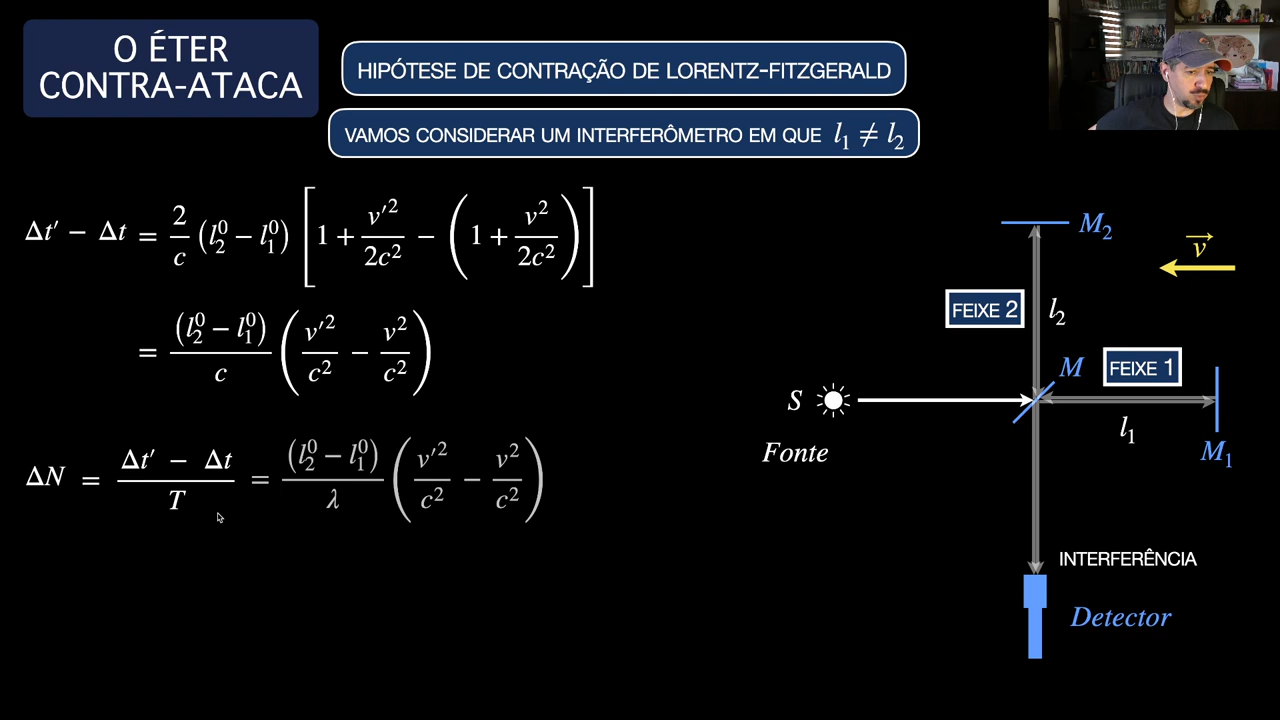 O ÉTER
CONTRA-ATACA
HIPÓTESE DE CONTRAÇÃO DE LORENTZ-FITZGERALD
VAMOS CONSIDERAR UM INTERFERÔMETRO EM QUE l₁ ≠ l₂
Δt′ − Δt = 2/c (l₂⁰ − l₁⁰) [1 + v′²/2c² − (1 + v²/2c²)]
= (l₂⁰ − l₁⁰)/c (v′²/c² − v²/c²)
ΔN = (Δt′ − Δt)/T = (l₂⁰ − l₁⁰)/λ (v′²/c² − v²/c²)
M₂
v⃗
FEIXE 2
l₂
M
FEIXE 1
S
l₁
Fonte
M₁
INTERFERÊNCIA
Detector